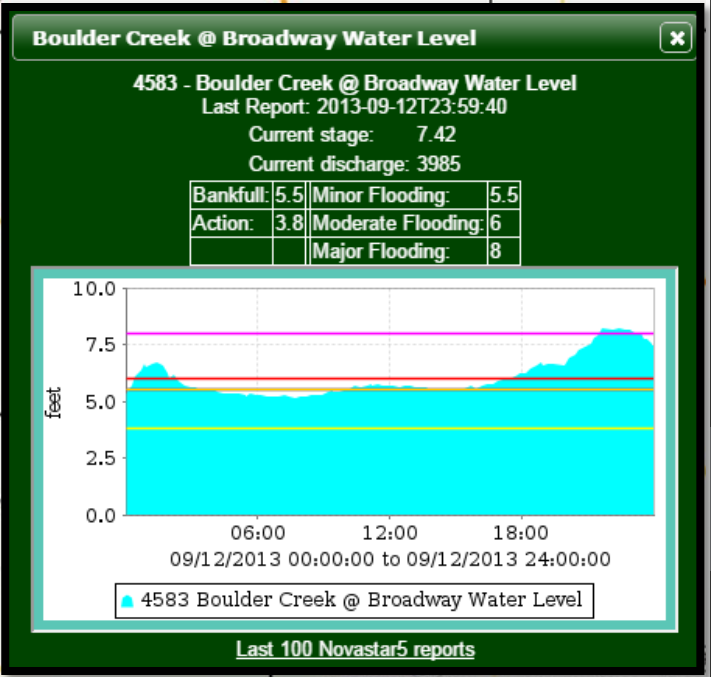 Boulder Creek @ Broadway Water Level
4583 - Boulder Creek @ Broadway Water Level
Last Report: 2013-09-12T23:59:40
Current stage: 7.42
Current discharge: 3985
Bankfull: 5.5 Minor Flooding: 5.5
Action: 3.8 Moderate Flooding: 6
Major Flooding: 8
10.0
7.5
5.0
2.5
0.0
feet
06:00 12:00 18:00
09/12/2013 00:00:00 to 09/12/2013 24:00:00
4583 Boulder Creek @ Broadway Water Level
Last 100 Novastar5 reports